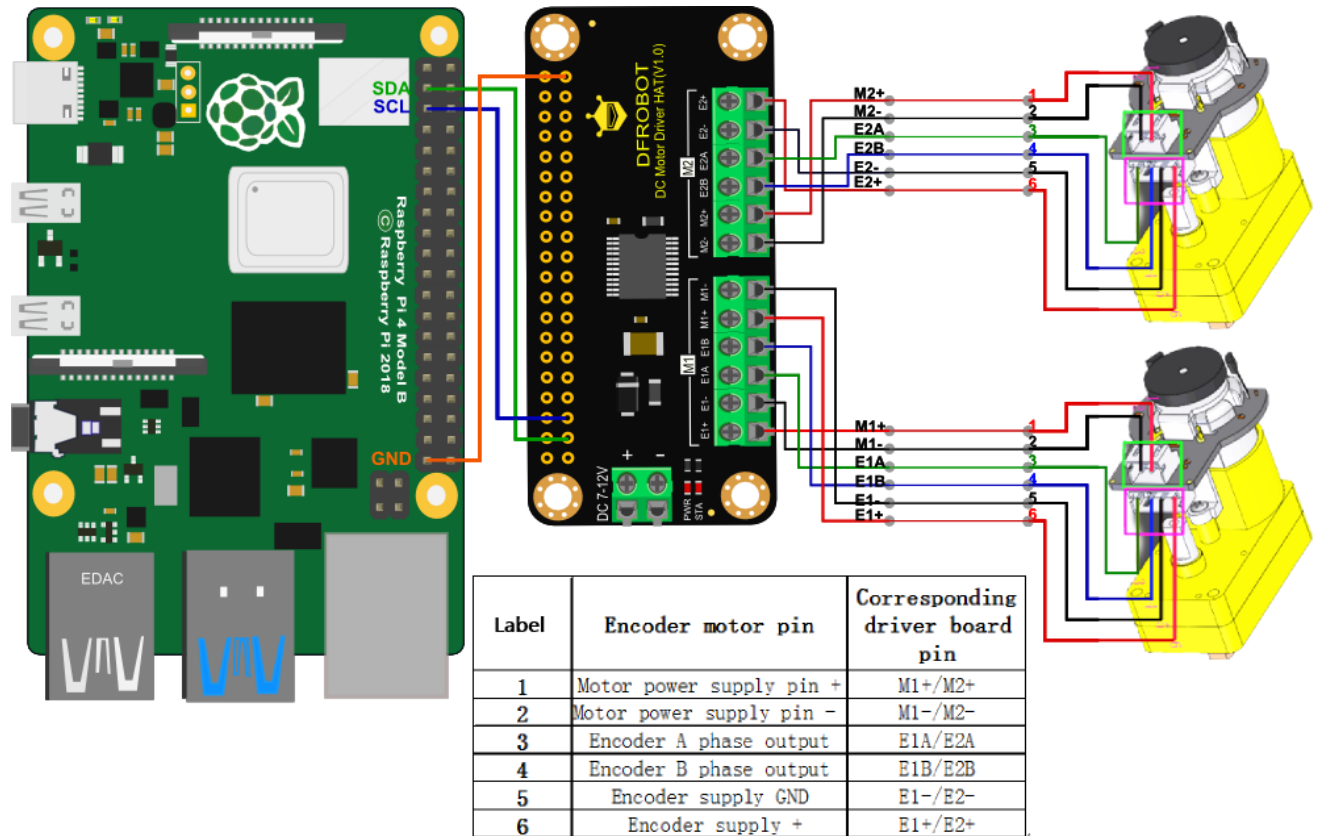 SDA
SCL
GND
Raspberry Pi 4 Model B
© Raspberry Pi 2018
EDAC
DFROBOT
DC Motor Driver HAT(V1.0)
M2
E2+
E2-
E2A
E2B
M2+
M2-
M1
M1-
M1+
E1B
E1A
E1-
E1+
DC 7-12V
+ -
PWR
STA
M2+ 1
M2- 2
E2A 3
E2B 4
E2- 5
E2+ 6
M1+ 1
M1- 2
E1A 3
E1B 4
E1- 5
E1+ 6
Label Encoder motor pin Corresponding driver board pin
1 Motor power supply pin + M1+/M2+
2 Motor power supply pin - M1-/M2-
3 Encoder A phase output E1A/E2A
4 Encoder B phase output E1B/E2B
5 Encoder supply GND E1-/E2-
6 Encoder supply + E1+/E2+